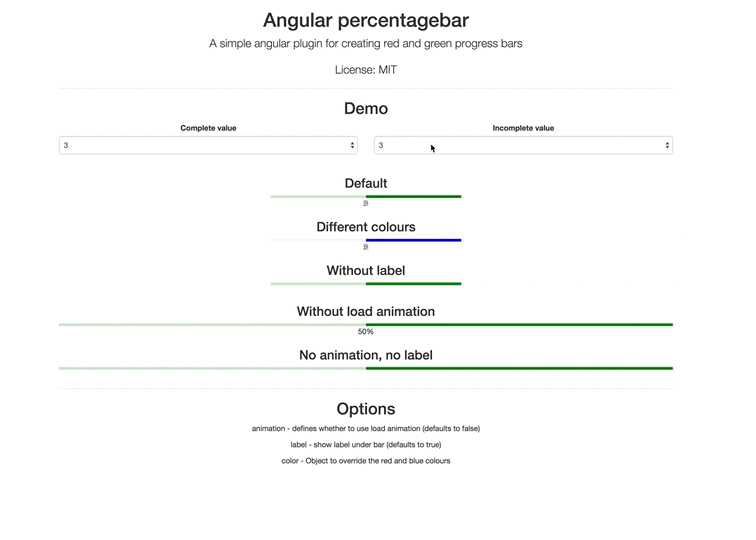 Angular percentagebar
A simple angular plugin for creating red and green progress bars
License: MIT
Demo
Complete value
Incomplete value
3
3
Default
Different colours
Without label
Without load animation
50%
No animation, no label
Options
animation - defines whether to use load animation (defaults to false)
label - show label under bar (defaults to true)
color - Object to override the red and blue colours